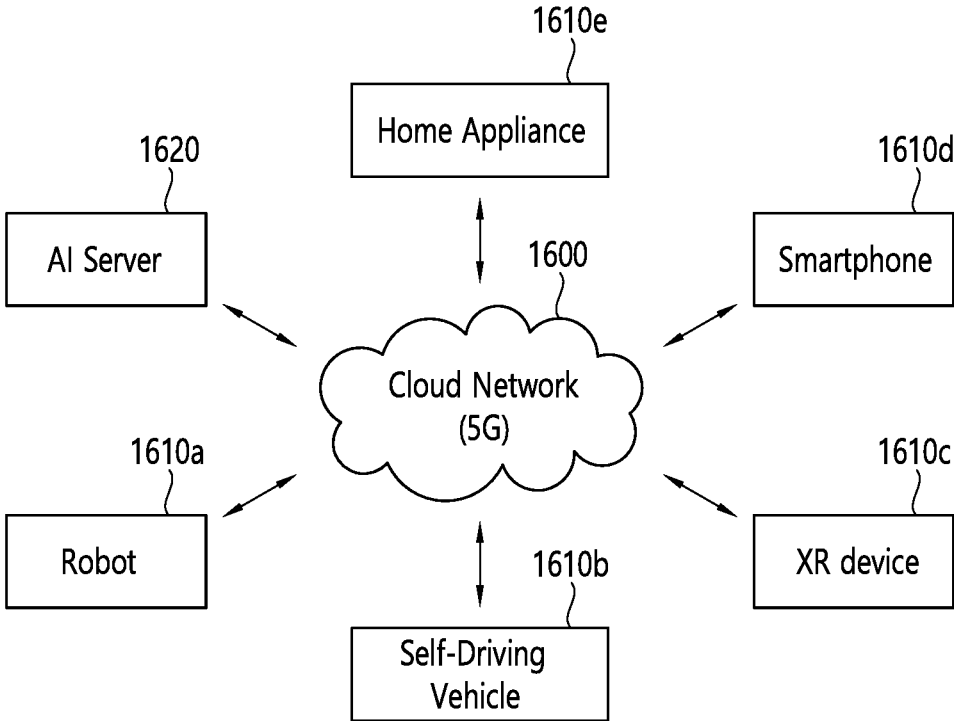 1610e
Home Appliance
1620
AI Server
1610d
Smartphone
1600
Cloud Network
(5G)
1610a
Robot
1610c
XR device
1610b
Self-Driving
Vehicle